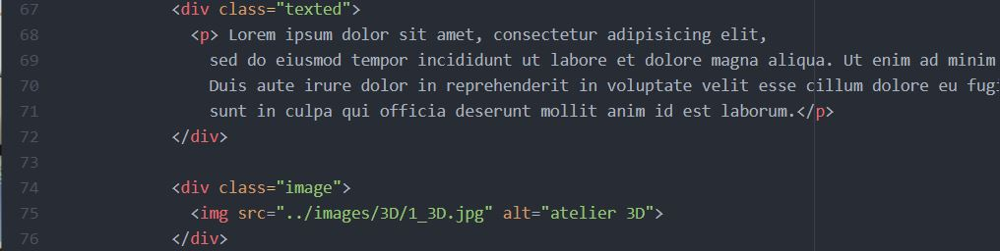 67 <div class="texted">
68 <p> Lorem ipsum dolor sit amet, consectetur adipisicing elit,
69 sed do eiusmod tempor incididunt ut labore et dolore magna aliqua. Ut enim ad minim
70 Duis aute irure dolor in reprehenderit in voluptate velit esse cillum dolore eu fugi
71 sunt in culpa qui officia deserunt mollit anim id est laborum.</p>
72 </div>
73
74 <div class="image">
75 <img src="../images/3D/1_3D.jpg" alt="atelier 3D">
76 </div>